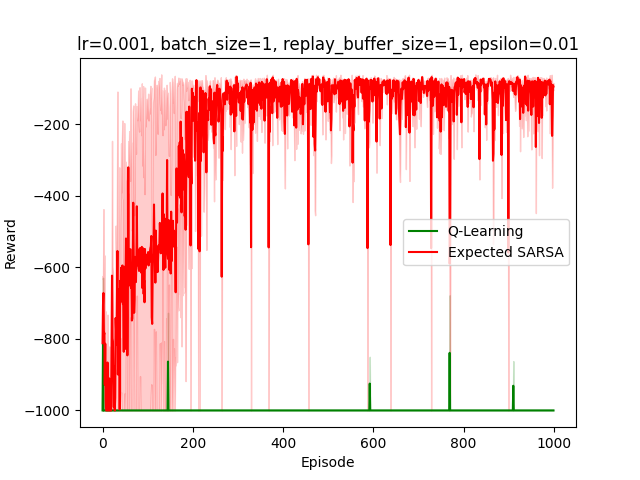 lr=0.001, batch_size=1, replay_buffer_size=1, epsilon=0.01
Reward
−200
−400
−600
−800
−1000
Q-Learning
Expected SARSA
0 200 400 600 800 1000
Episode